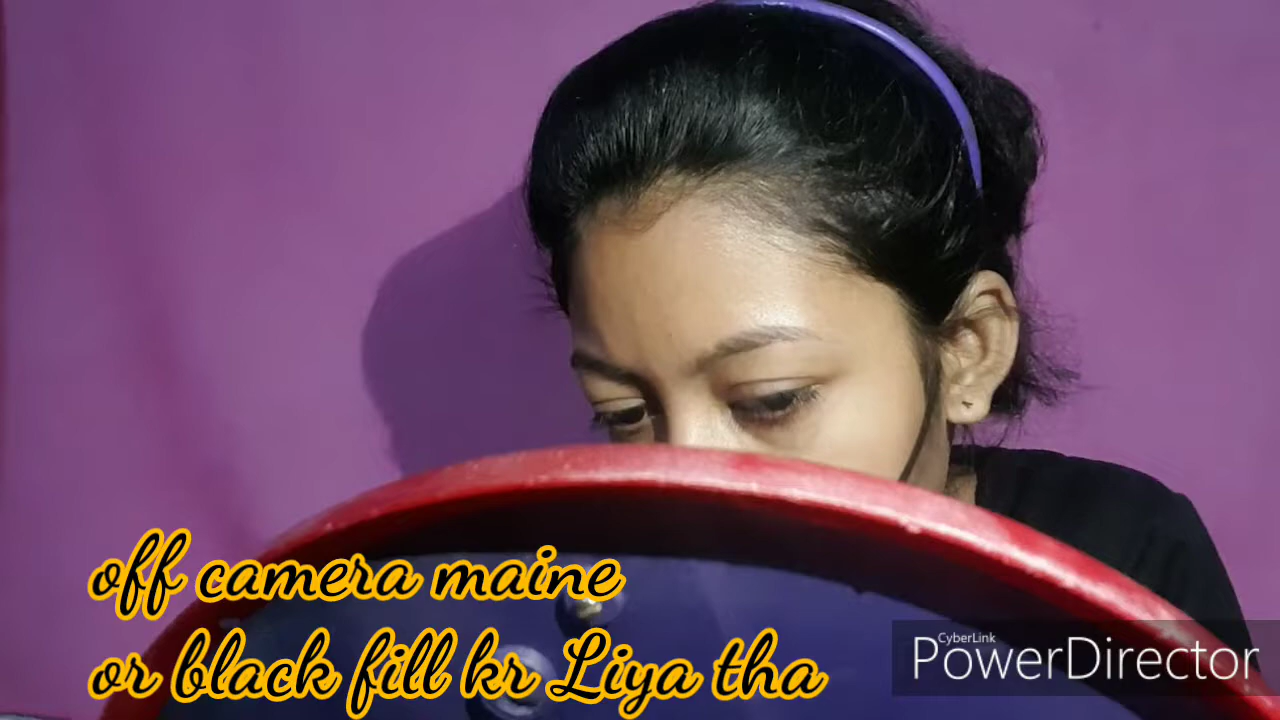 off camera maine
or black fill kr Liya tha
CyberLink
PowerDirector